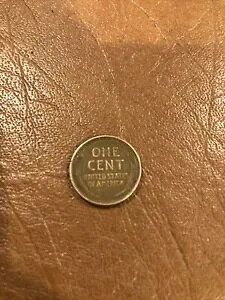 ONE
CENT
UNITED STATES
OF AMERICA